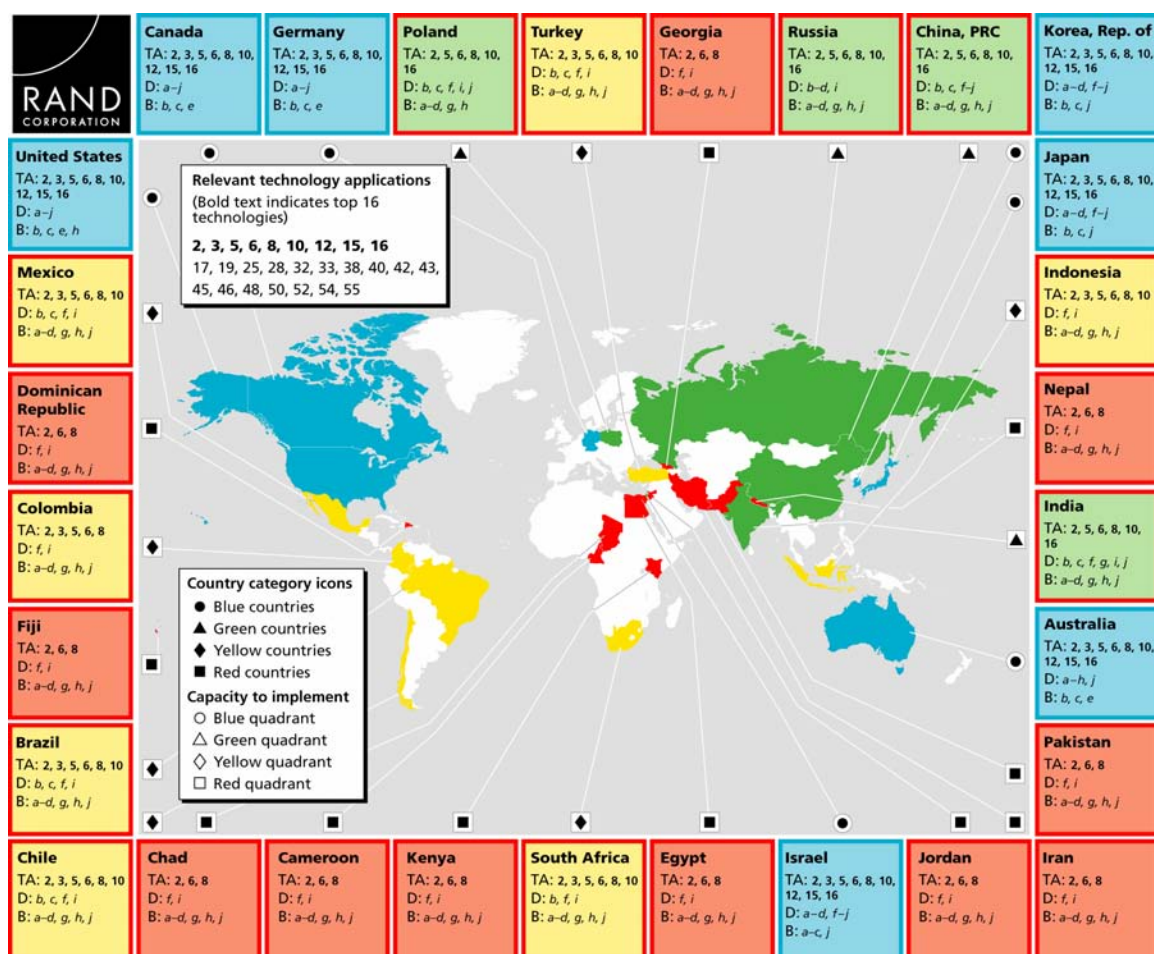 RAND
CORPORATION
Canada
TA: 2, 3, 5, 6, 8, 10,
12, 15, 16
D: a–j
B: b, c, e
Germany
TA: 2, 3, 5, 6, 8, 10,
12, 15, 16
D: a–j
B: b, c, e
Poland
TA: 2, 5, 6, 8, 10,
16
D: b, c, f, i, j
B: a–d, g, h
Turkey
TA: 2, 3, 5, 6, 8, 10
D: b, c, f, i
B: a–d, g, h, j
Georgia
TA: 2, 6, 8
D: f, i
B: a–d, g, h, j
Russia
TA: 2, 5, 6, 8, 10,
16
D: b–d, i
B: a–d, g, h, j
China, PRC
TA: 2, 5, 6, 8, 10,
16
D: b, c, f–j
B: a–d, g, h, j
Korea, Rep. of
TA: 2, 3, 5, 6, 8, 10,
12, 15, 16
D: a–d, f–j
B: b, c, j
United States
TA: 2, 3, 5, 6, 8, 10,
12, 15, 16
D: a–j
B: b, c, e, h
Relevant technology applications
(Bold text indicates top 16
technologies)
2, 3, 5, 6, 8, 10, 12, 15, 16
17, 19, 25, 28, 32, 33, 38, 40, 42, 43,
45, 46, 48, 50, 52, 54, 55
Japan
TA: 2, 3, 5, 6, 8, 10,
12, 15, 16
D: a–d, f–j
B: b, c, j
Mexico
TA: 2, 3, 5, 6, 8, 10
D: b, c, f, i
B: a–d, g, h, j
Indonesia
TA: 2, 3, 5, 6, 8, 10
D: f, i
B: a–d, g, h, j
Dominican
Republic
TA: 2, 6, 8
D: f, i
B: a–d, g, h, j
Nepal
TA: 2, 6, 8
D: f, i
B: a–d, g, h, j
Colombia
TA: 2, 3, 5, 6, 8
D: f, i
B: a–d, g, h, j
India
TA: 2, 5, 6, 8, 10,
16
D: b, c, f, g, i, j
B: a–d, g, h, j
Fiji
TA: 2, 6, 8
D: f, i
B: a–d, g, h, j
Country category icons
Blue countries
Green countries
Yellow countries
Red countries
Capacity to implement
Blue quadrant
Green quadrant
Yellow quadrant
Red quadrant
Australia
TA: 2, 3, 5, 6, 8, 10,
12, 15, 16
D: a–h, j
B: b, c, e
Brazil
TA: 2, 3, 5, 6, 8, 10
D: b, c, f, i
B: a–d, g, h, j
Pakistan
TA: 2, 6, 8
D: f, i
B: a–d, g, h, j
Chile
TA: 2, 3, 5, 6, 8, 10
D: b, c, f, i
B: a–d, g, h, j
Chad
TA: 2, 6, 8
D: f, i
B: a–d, g, h, j
Cameroon
TA: 2, 6, 8
D: f, i
B: a–d, g, h, j
Kenya
TA: 2, 6, 8
D: f, i
B: a–d, g, h, j
South Africa
TA: 2, 3, 5, 6, 8, 10
D: b, f, i
B: a–d, g, h, j
Egypt
TA: 2, 6, 8
D: f, i
B: a–d, g, h, j
Israel
TA: 2, 3, 5, 6, 8, 10,
12, 15, 16
D: a–d, f–j
B: a–c, j
Jordan
TA: 2, 6, 8
D: f, i
B: a–d, g, h, j
Iran
TA: 2, 6, 8
D: f, i
B: a–d, g, h, j